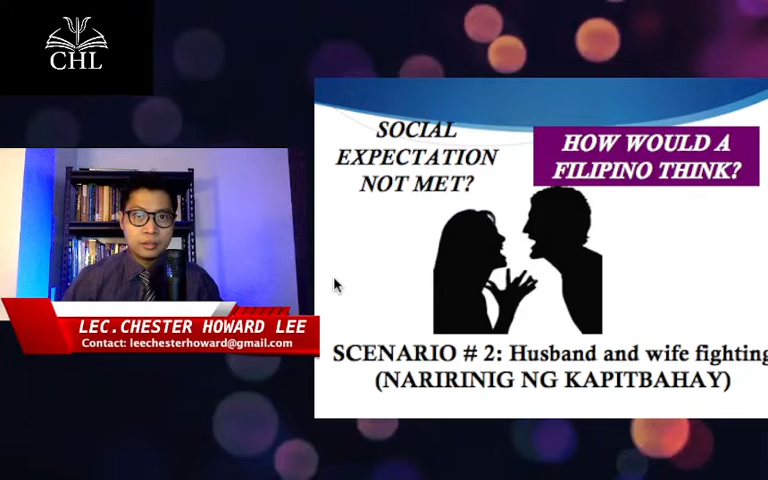 CHL
SOCIAL
EXPECTATION
NOT MET?
HOW WOULD A
FILIPINO THINK?
LEC.CHESTER HOWARD LEE
Contact: leechesterhoward@gmail.com
SCENARIO # 2: Husband and wife fighting
(NARIRINIG NG KAPITBAHAY)